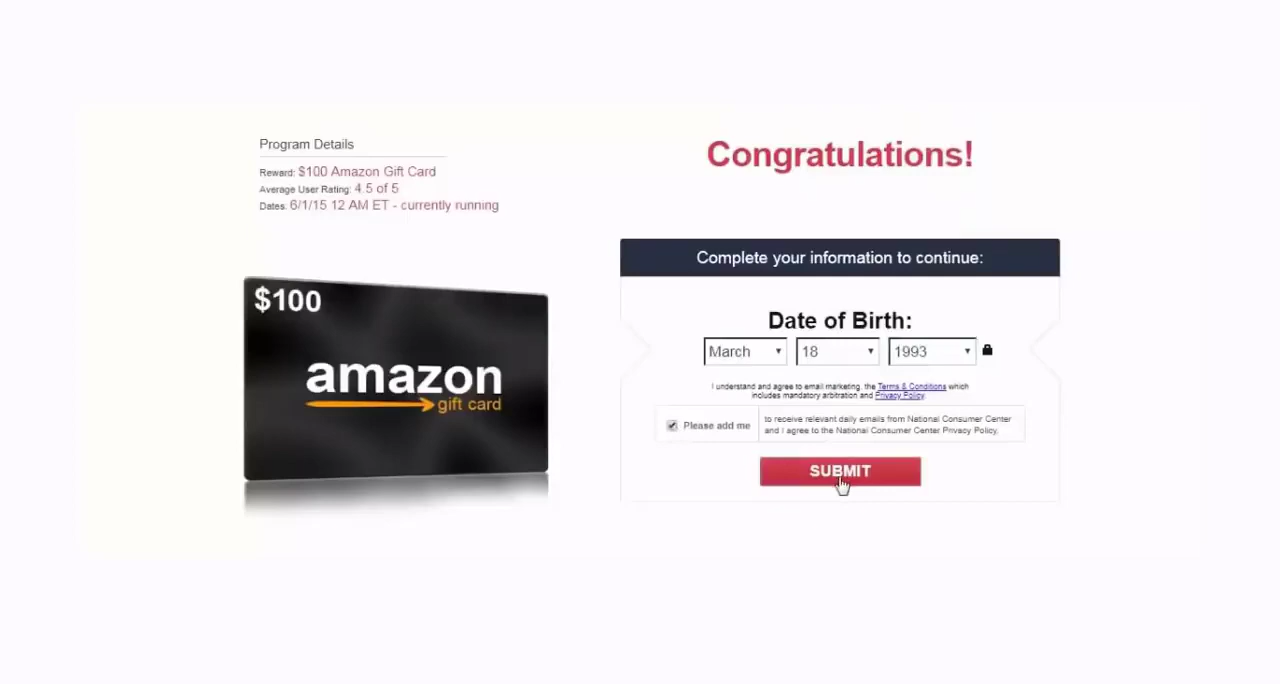 Program Details
Reward: $100 Amazon Gift Card
Average User Rating: 4.5 of 5
Dates: 6/1/15 12 AM ET - currently running
$100
amazon
gift card
Congratulations!
Complete your information to continue:
Date of Birth:
March 18 1993
I understand and agree to email marketing, the Terms & Conditions which
includes mandatory arbitration and Privacy Policy.
Please add me
to receive relevant daily emails from National Consumer Center
and I agree to the National Consumer Center Privacy Policy.
SUBMIT